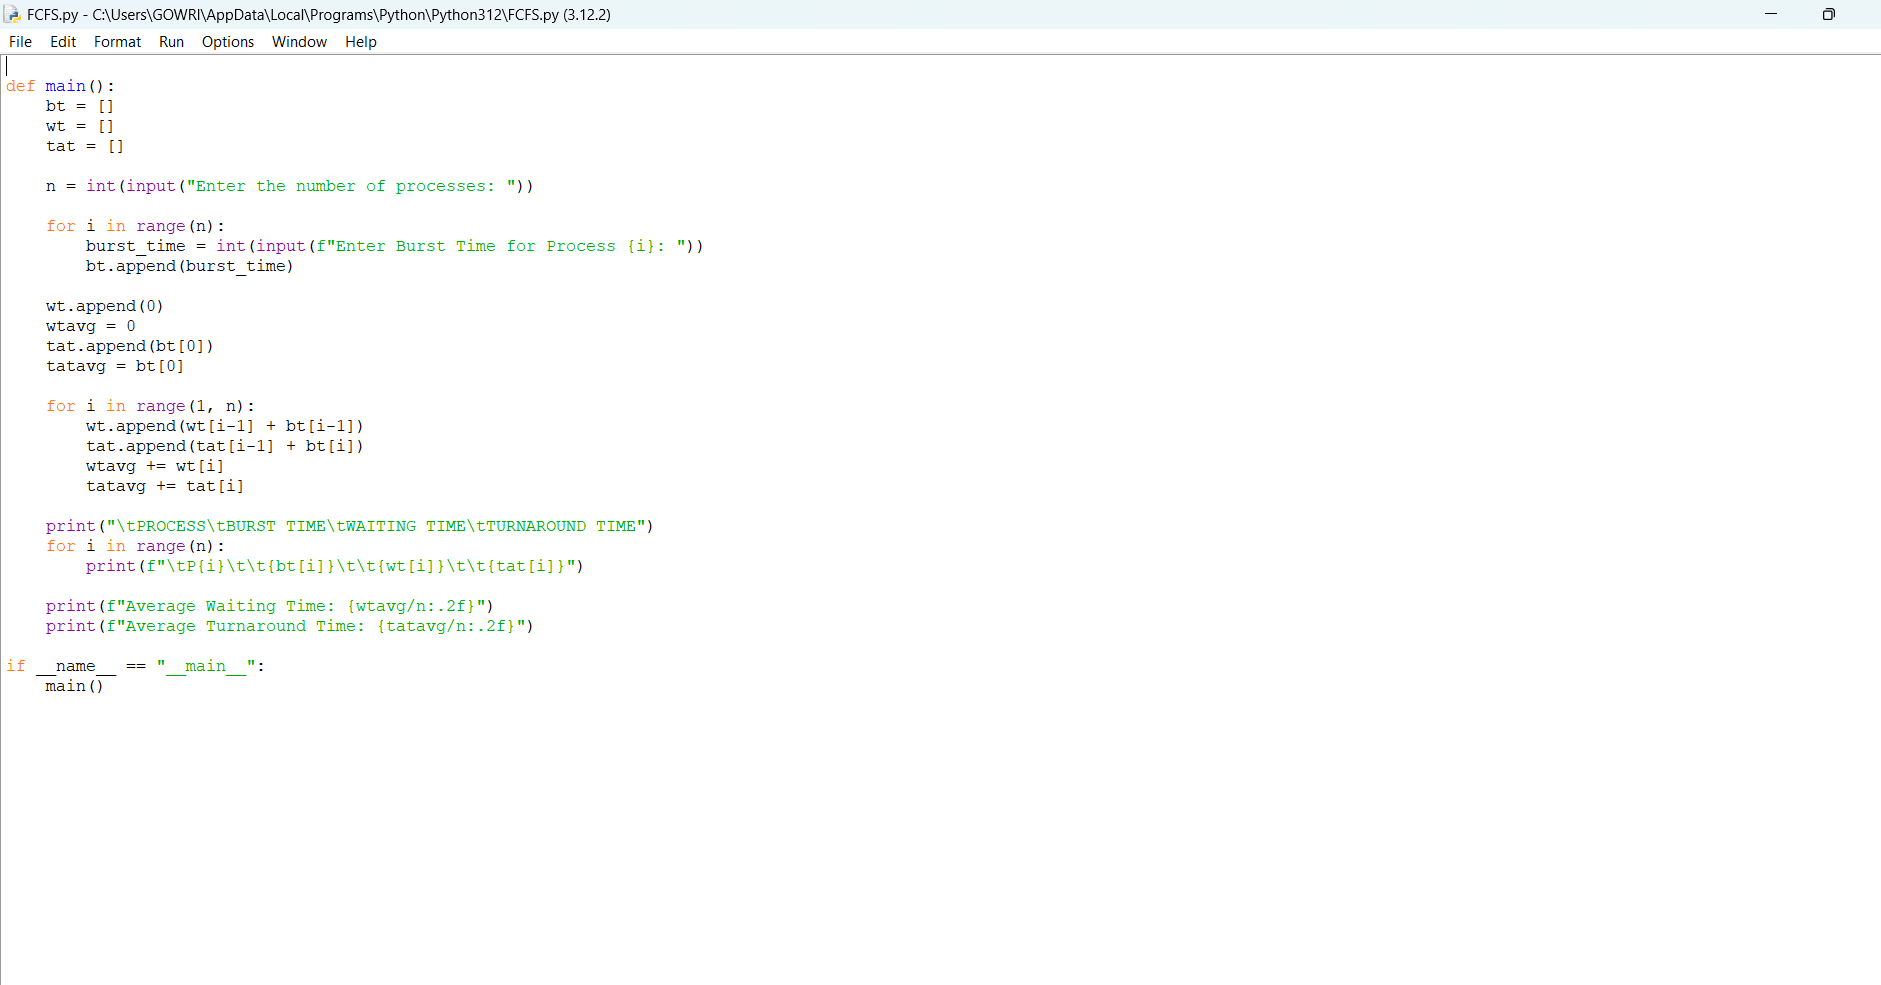 FCFS.py - C:\Users\GOWRI\AppData\Local\Programs\Python\Python312\FCFS.py (3.12.2)
File Edit Format Run Options Window Help
def main():
    bt = []
    wt = []
    tat = []
    n = int(input("Enter the number of processes: "))
    for i in range(n):
        burst_time = int(input(f"Enter Burst Time for Process {i}: "))
        bt.append(burst_time)
    wt.append(0)
    wtavg = 0
    tat.append(bt[0])
    tatavg = bt[0]
    for i in range(1, n):
        wt.append(wt[i-1] + bt[i-1])
        tat.append(tat[i-1] + bt[i])
        wtavg += wt[i]
        tatavg += tat[i]
    print("\tPROCESS\tBURST TIME\tWAITING TIME\tTURNAROUND TIME")
    for i in range(n):
        print(f"\tP{i}\t\t{bt[i]}\t\t{wt[i]}\t\t{tat[i]}")
    print(f"Average Waiting Time: {wtavg/n:.2f}")
    print(f"Average Turnaround Time: {tatavg/n:.2f}")
if __name__ == "__main__":
    main()